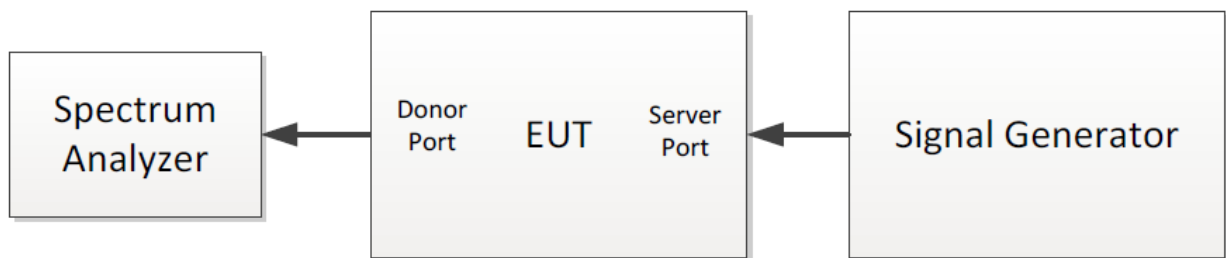 Spectrum
Analyzer
Donor
Port
EUT
Server
Port
Signal Generator